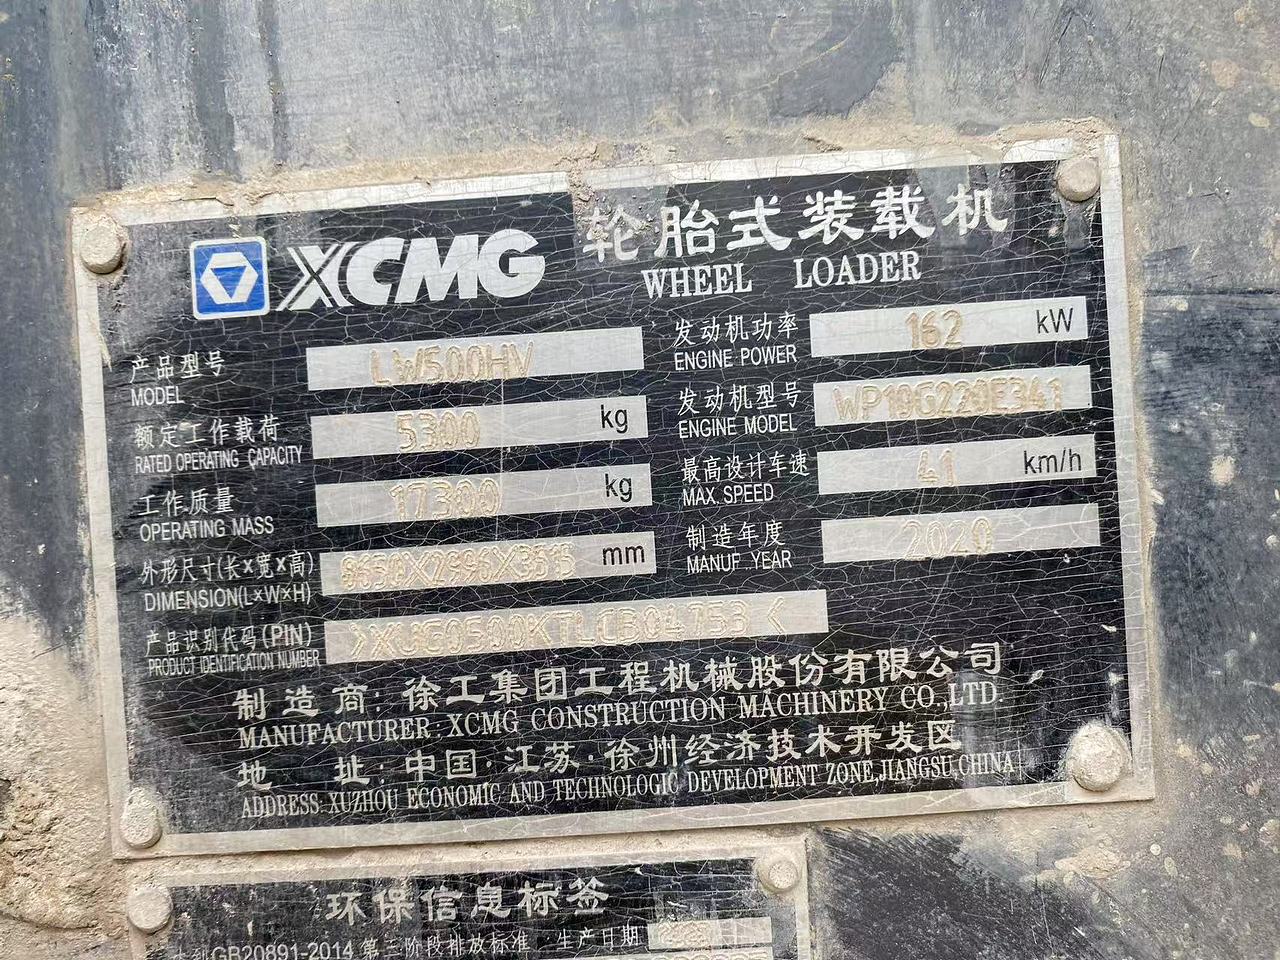 XCMG 轮胎式装载机
WHEEL LOADER
产品型号 LW500HV
MODEL
额定工作载荷 5300 kg
RATED OPERATING CAPACITY
工作质量 17300 kg
OPERATING MASS
外形尺寸(长×宽×高) 8650X2996X3515 mm
DIMENSION(L×W×H)
产品识别代码(PIN) >XUG0500KTLCB04753<
PRODUCT IDENTIFICATION NUMBER
发动机功率 162 kW
ENGINE POWER
发动机型号 WP10G220E341
ENGINE MODEL
最高设计车速 41 km/h
MAX. SPEED
制造年度 2020
MANUF .YEAR
制造商:徐工集团工程机械股份有限公司
MANUFACTURER: XCMG CONSTRUCTION MACHINERY CO.,LTD.
地 址:中国·江苏·徐州经济技术开发区
ADDRESS: XUZHOU ECONOMIC AND TECHNOLOGIC DEVELOPMENT ZONE,JIANGSU,CHINA
环保信息标签
GB20891-2014 第三阶段排放标准 生产日期